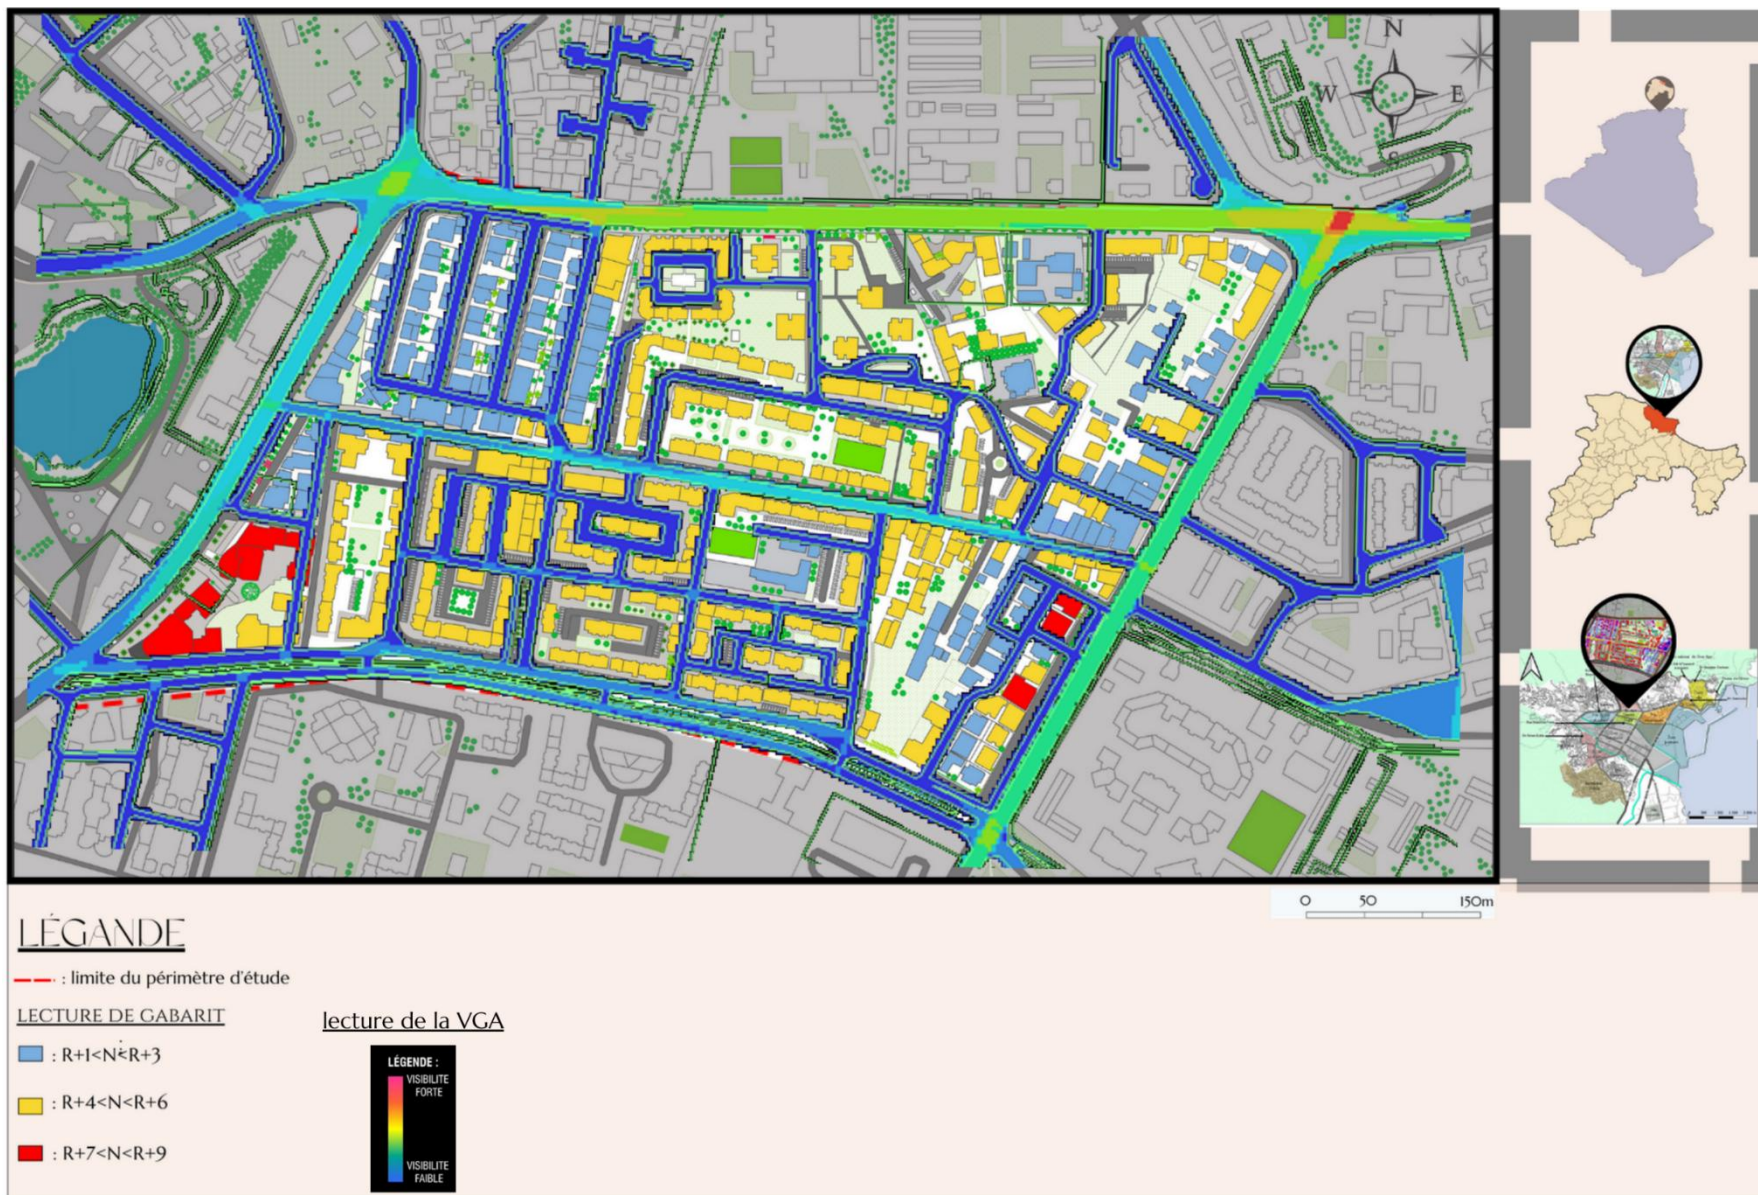 N
W
E
S
0 50 150m
LÉGANDE
: limite du périmètre d'étude
LECTURE DE GABARIT
:
: R+1<N<R+3
: R+4<N<R+6
: R+7<N<R+9
lecture de la VGA
LÉGENDE :
VISIBILITE
FORTE
VISIBILITE
FAIBLE